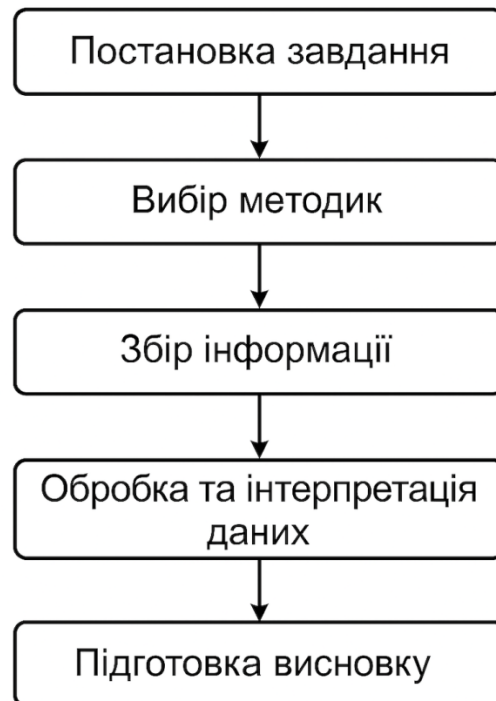 Постановка завдання
Вибір методик
Збір інформації
Обробка та інтерпретація
даних
Підготовка висновку